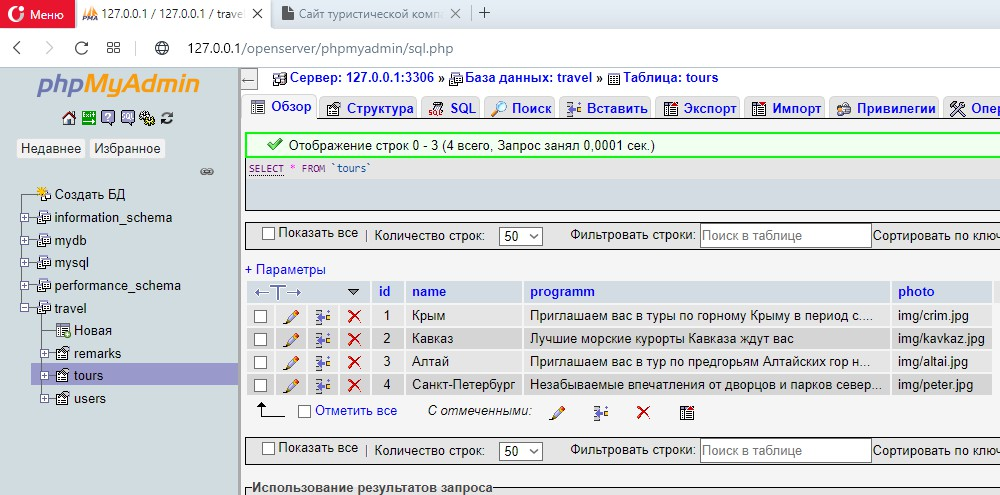 Меню
127.0.0.1 / 127.0.0.1 / trave
Сайт туристической комп
127.0.0.1/openserver/phpmyadmin/sql.php
phpMyAdmin
Недавнее Избранное
Создать БД
information_schema
mydb
mysql
performance_schema
travel
Новая
remarks
tours
users
Сервер: 127.0.0.1:3306 » База данных: travel » Таблица: tours
Обзор Структура SQL Поиск Вставить Экспорт Импорт Привилегии Опер
Отображение строк 0 - 3 (4 всего, Запрос занял 0,0001 сек.)
SELECT * FROM `tours`
Показать все | Количество строк: 50 Фильтровать строки: Поиск в таблице Сортировать по ключ
+ Параметры
←T→ id name programm photo
1 Крым Приглашаем вас в туры по горному Крыму в период с.... img/crim.jpg
2 Кавказ Лучшие морские курорты Кавказа ждут вас img/kavkaz.jpg
3 Алтай Приглашаем вас в тур по предгорьям Алтайских гор н... img/altai.jpg
4 Санкт-Петербург Незабываемые впечатления от дворцов и парков север... img/peter.jpg
Отметить все С отмеченными:
Показать все | Количество строк: 50 Фильтровать строки: Поиск в таблице Сортировать по ключ
Использование результатов запроса